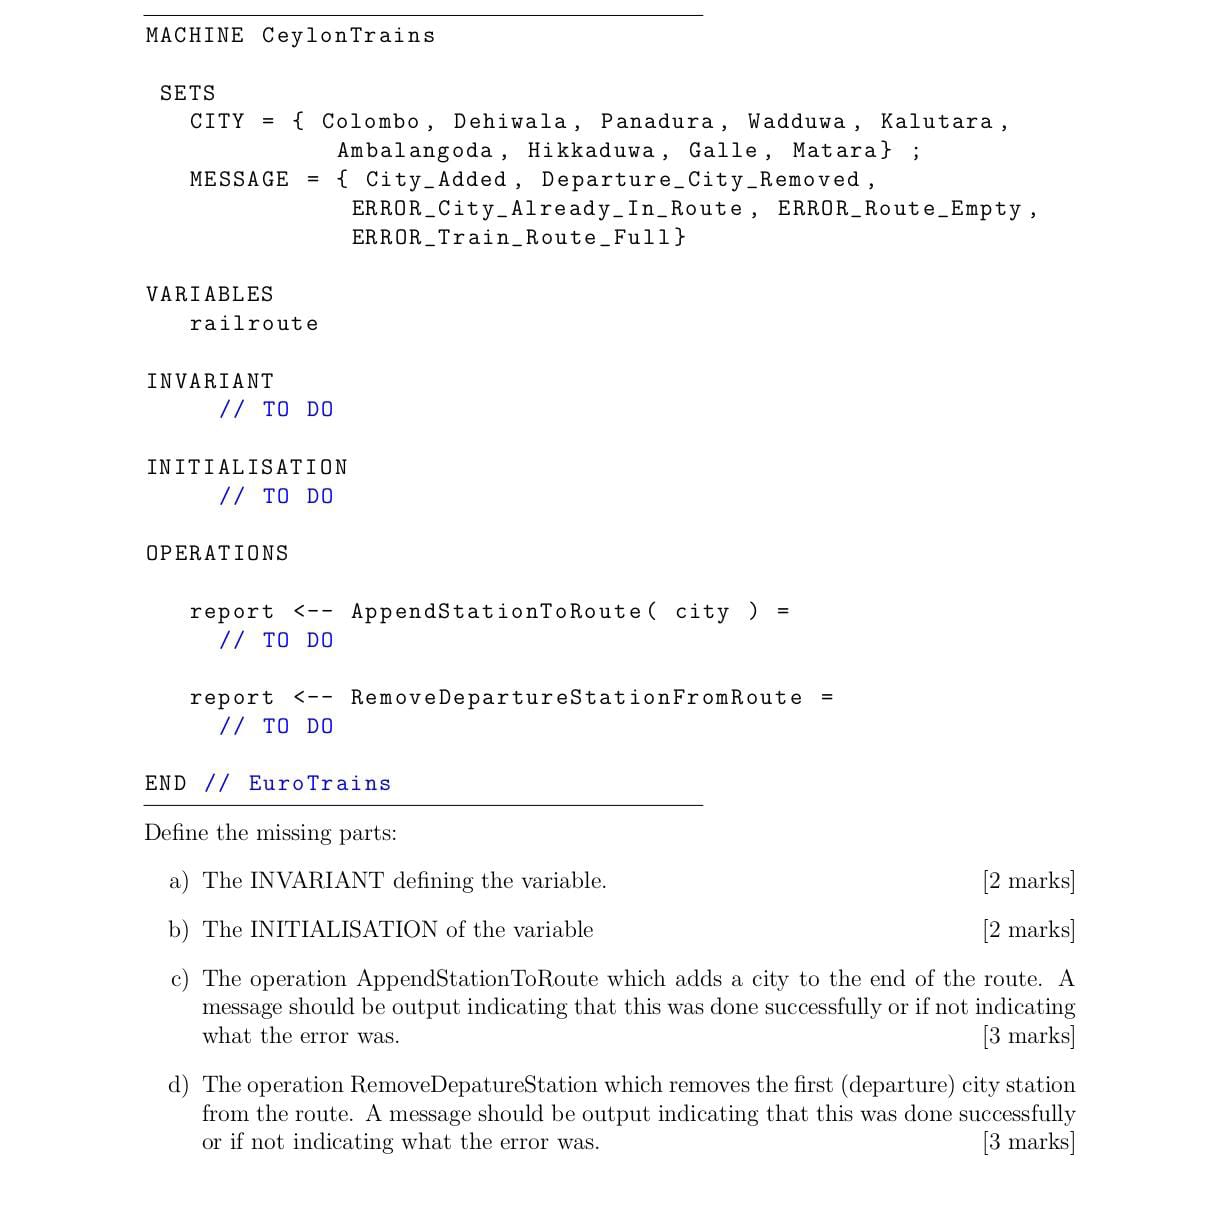 MACHINE CeylonTrains
SETS
CITY = { Colombo, Dehiwala, Panadura, Wadduwa, Kalutara,
Ambalangoda, Hikkaduwa, Galle, Matara} ;
MESSAGE = { City_Added, Departure_City_Removed,
ERROR_City_Already_In_Route, ERROR_Route_Empty,
ERROR_Train_Route_Full}
VARIABLES
railroute
INVARIANT
// TO DO
INITIALISATION
// TO DO
OPERATIONS
report <-- AppendStationToRoute( city ) =
// TO DO
report <-- RemoveDepartureStationFromRoute =
// TO DO
END // EuroTrains
Define the missing parts:
a) The INVARIANT defining the variable. [2 marks]
b) The INITIALISATION of the variable [2 marks]
c) The operation AppendStationToRoute which adds a city to the end of the route. A
message should be output indicating that this was done successfully or if not indicating
what the error was. [3 marks]
d) The operation RemoveDepatureStation which removes the first (departure) city station
from the route. A message should be output indicating that this was done successfully
or if not indicating what the error was. [3 marks]